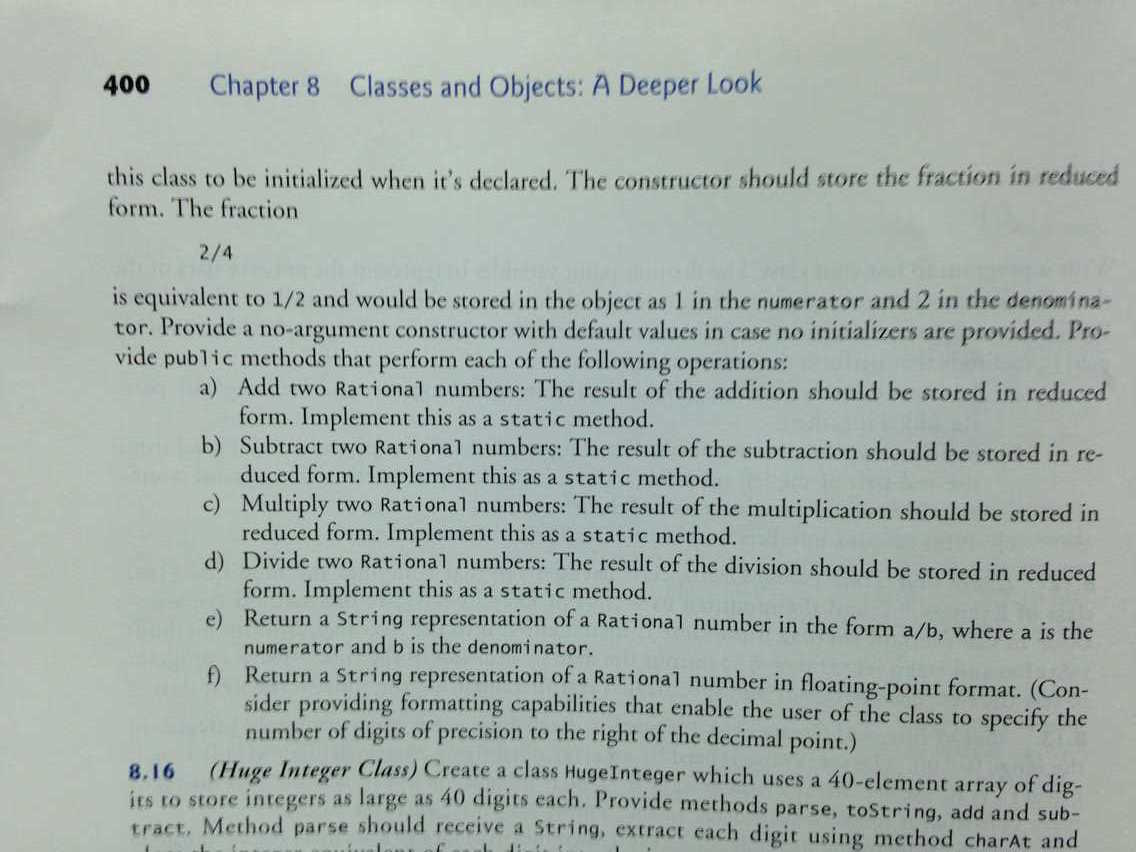 400 Chapter 8 Classes and Objects: A Deeper Look
this class to be initialized when it's declared. The constructor should store the fraction in reduced
form. The fraction
2/4
is equivalent to 1/2 and would be stored in the object as 1 in the numerator and 2 in the denomina-
tor. Provide a no-argument constructor with default values in case no initializers are provided. Pro-
vide public methods that perform each of the following operations:
a) Add two Rational numbers: The result of the addition should be stored in reduced
form. Implement this as a static method.
b) Subtract two Rational numbers: The result of the subtraction should be stored in re-
duced form. Implement this as a static method.
c) Multiply two Rational numbers: The result of the multiplication should be stored in
reduced form. Implement this as a static method.
d) Divide two Rational numbers: The result of the division should be stored in reduced
form. Implement this as a static method.
e) Return a String representation of a Rational number in the form a/b, where a is the
numerator and b is the denominator.
f) Return a String representation of a Rational number in floating-point format. (Con-
sider providing formatting capabilities that enable the user of the class to specify the
number of digits of precision to the right of the decimal point.)
8.16 (Huge Integer Class) Create a class HugeInteger which uses a 40-element array of dig-
its to store integers as large as 40 digits each. Provide methods parse, toString, add and sub-
tract. Method parse should receive a String, extract each digit using method charAt and